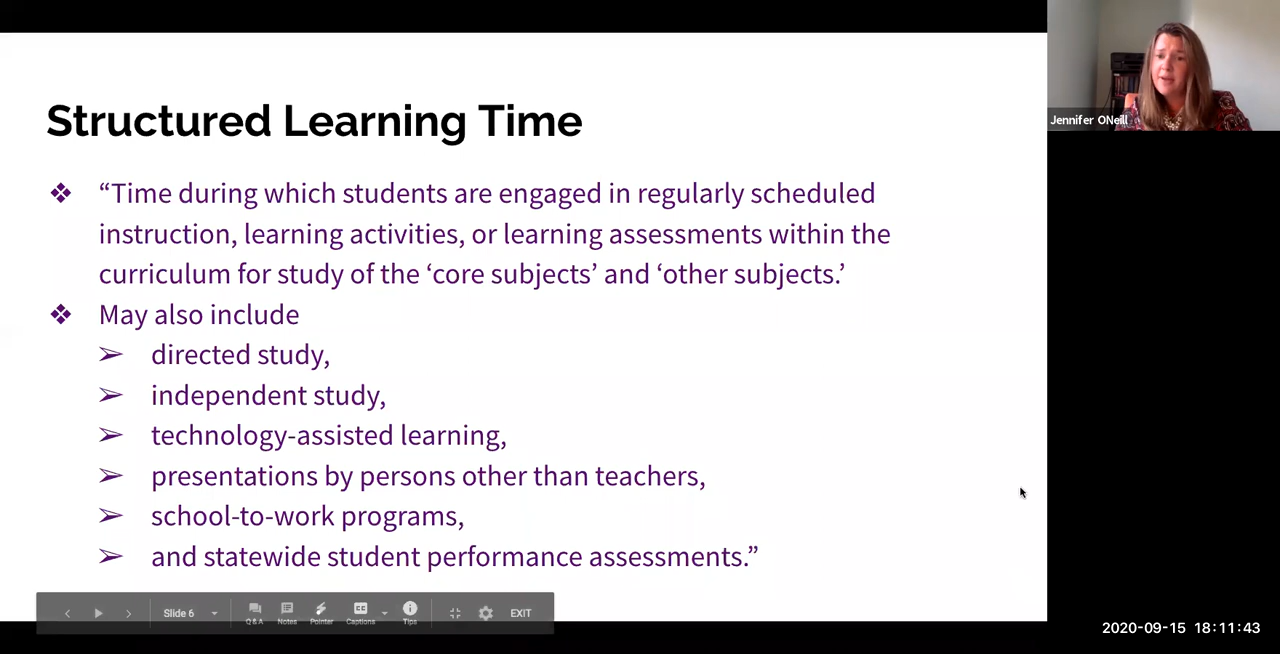 Structured Learning Time
❖ “Time during which students are engaged in regularly scheduled
instruction, learning activities, or learning assessments within the
curriculum for study of the ‘core subjects’ and ‘other subjects.’
❖ May also include
➢ directed study,
➢ independent study,
➢ technology-assisted learning,
➢ presentations by persons other than teachers,
➢ school-to-work programs,
➢ and statewide student performance assessments.”
Jennifer ONeill
Slide 6
Q & A
Notes
Pointer
CC
Captions
Tips
EXIT
2020-09-15 18:11:43